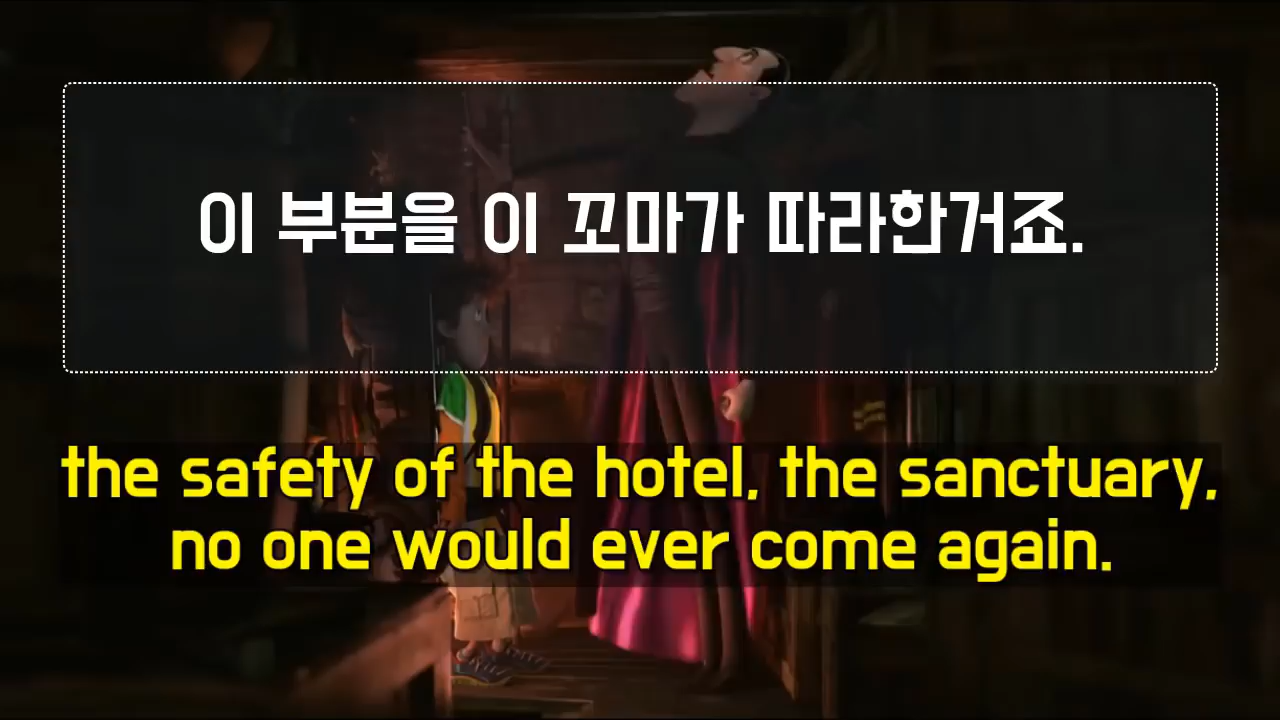 이 부분을 이 꼬마가 따라한거죠.
the safety of the hotel, the sanctuary,
no one would ever come again.